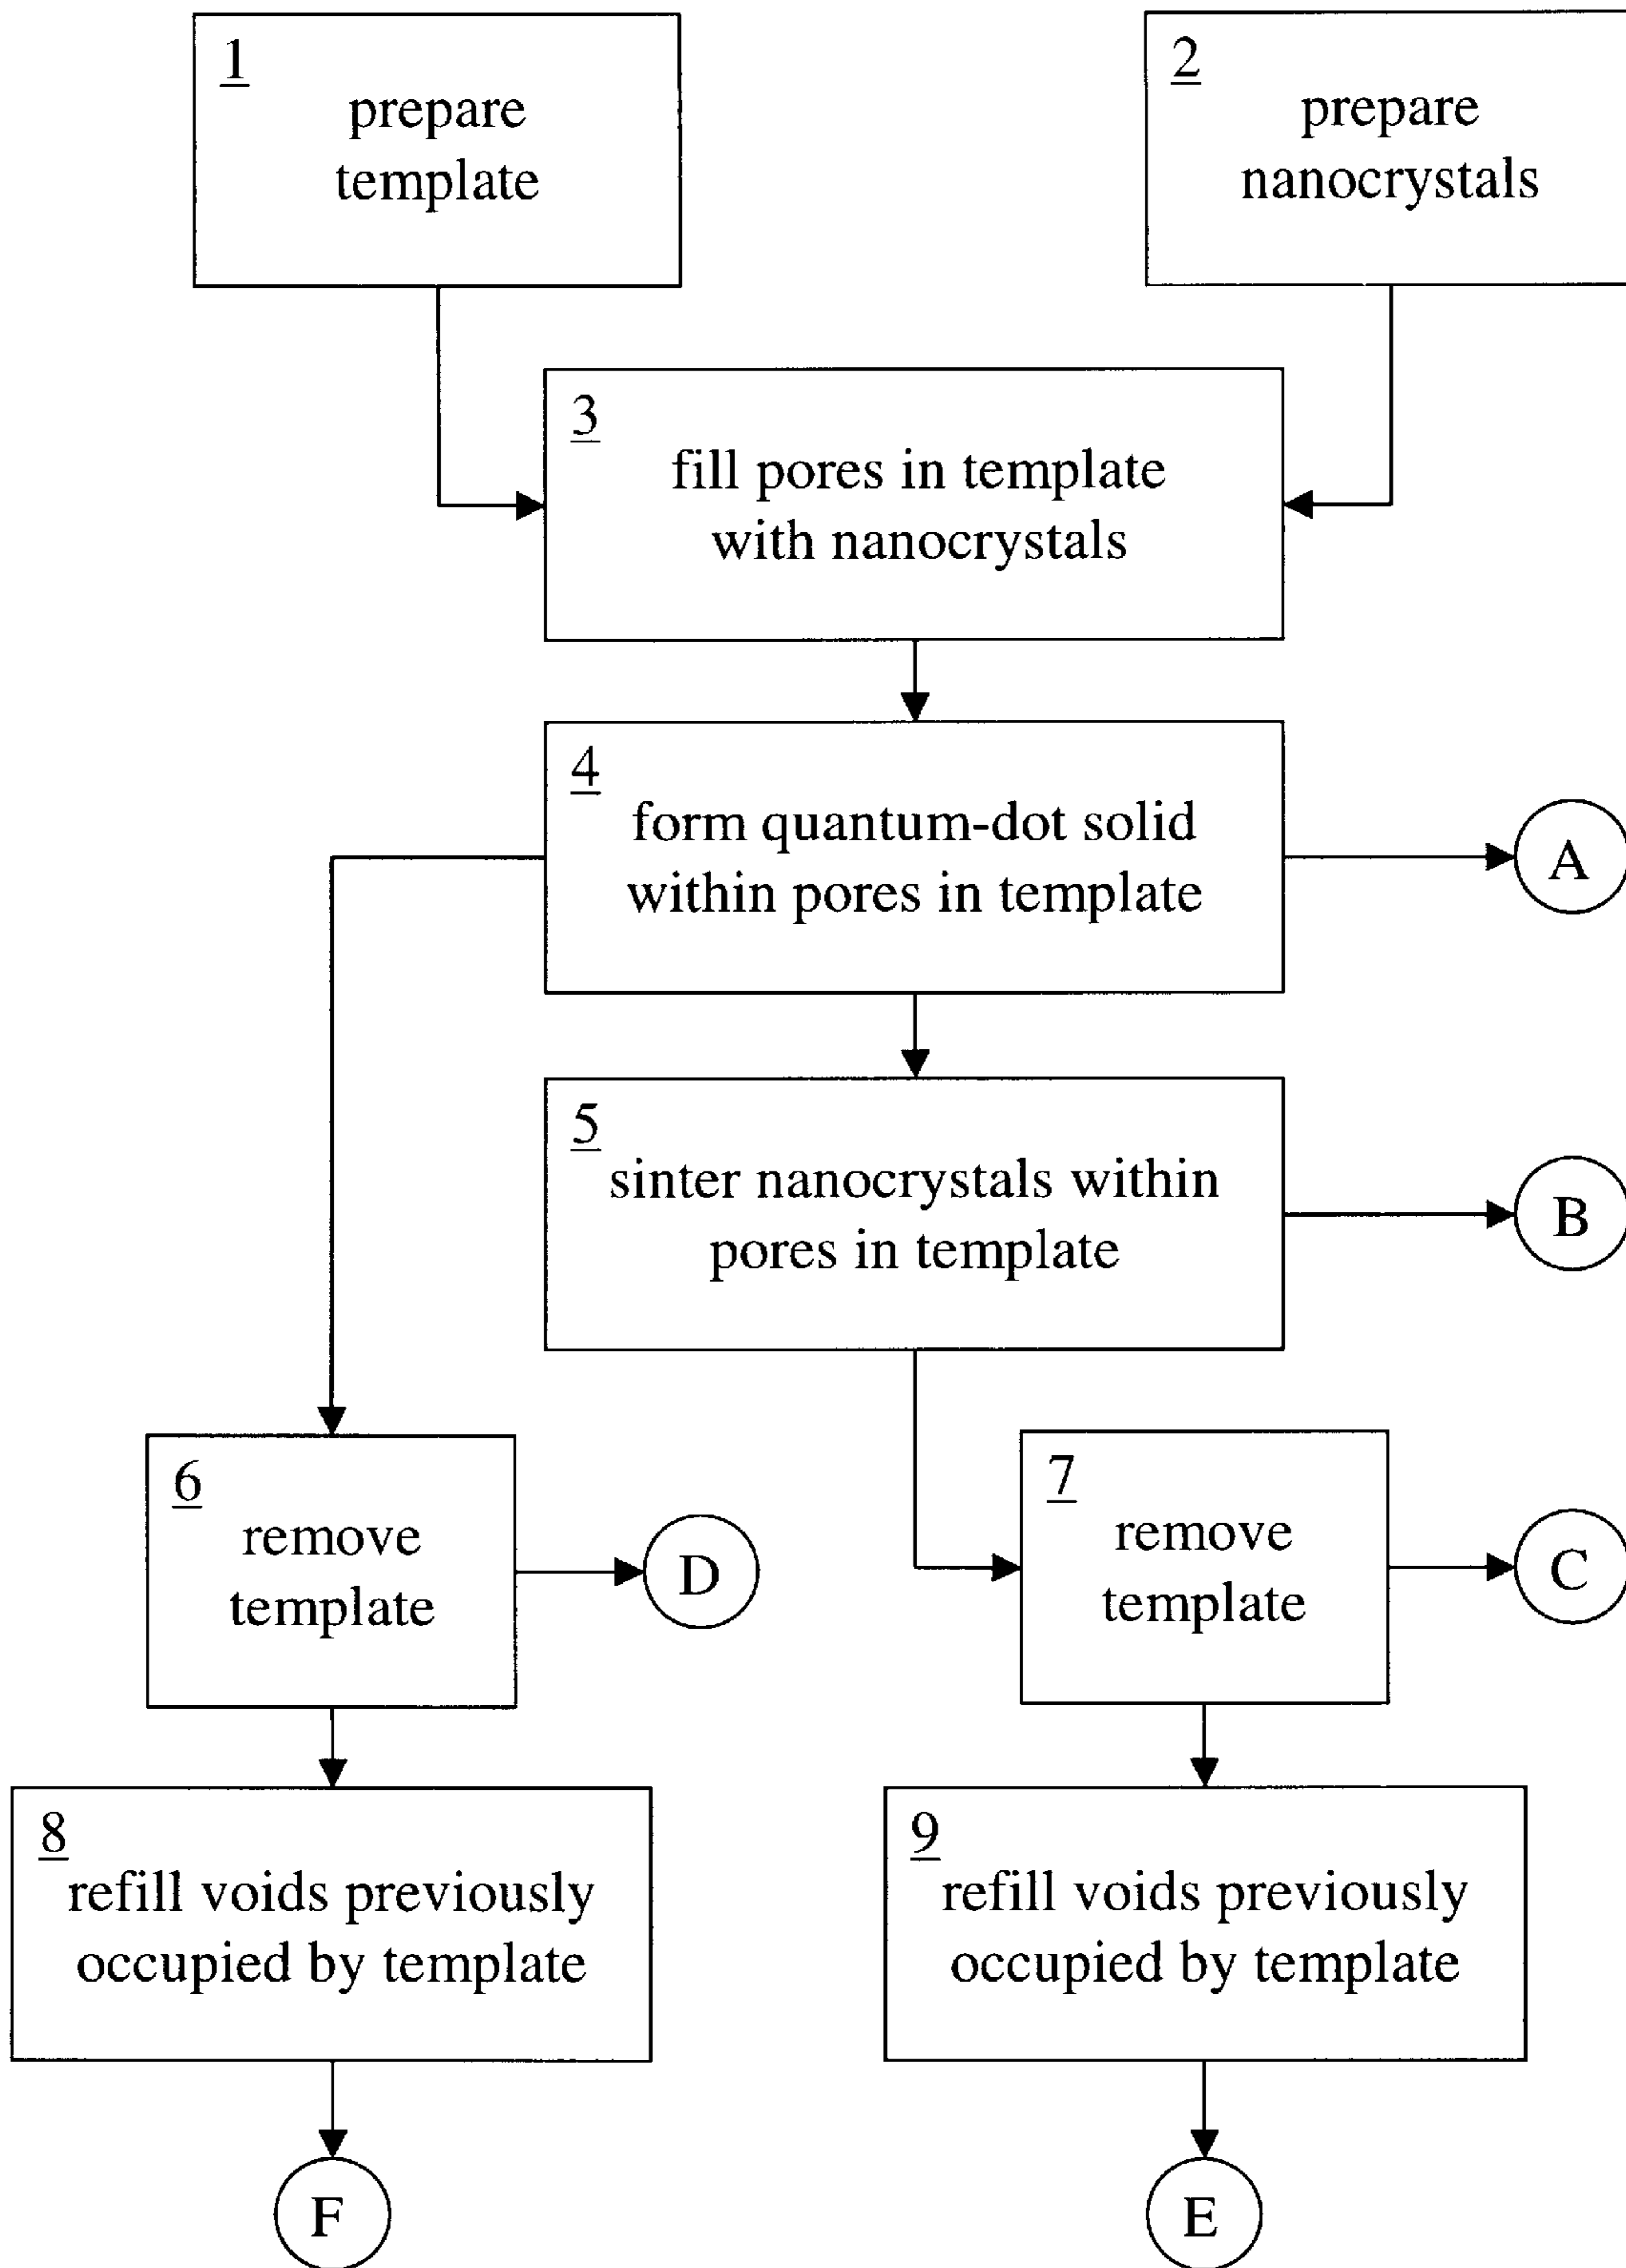 1
prepare
template
2
prepare
nanocrystals
3
fill pores in template
with nanocrystals
4
form quantum-dot solid
within pores in template
A
5
sinter nanocrystals within
pores in template
B
6
remove
template
D
7
remove
template
C
8
refill voids previously
occupied by template
9
refill voids previously
occupied by template
F
E